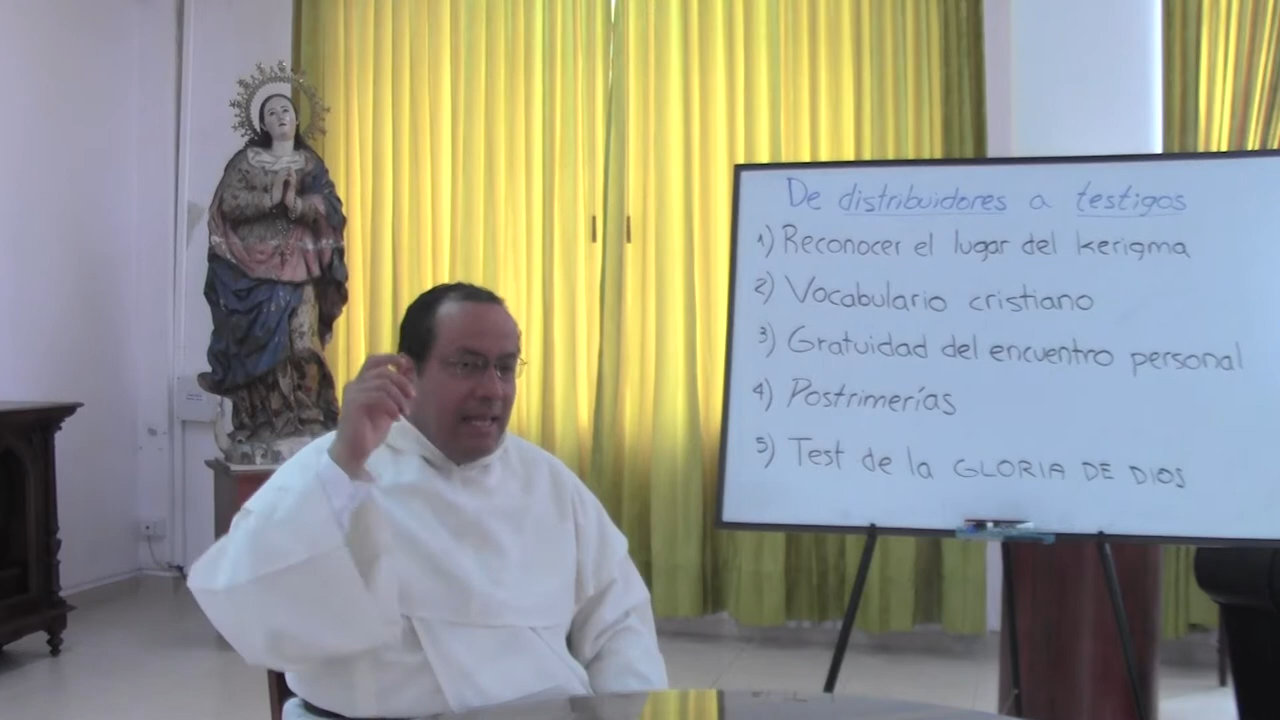 De distribuidores a testigos
1) Reconocer el lugar del kerigma
2) Vocabulario cristiano
3) Gratuidad del encuentro personal
4) Postrimerías
5) Test de la GLORIA DE DIOS